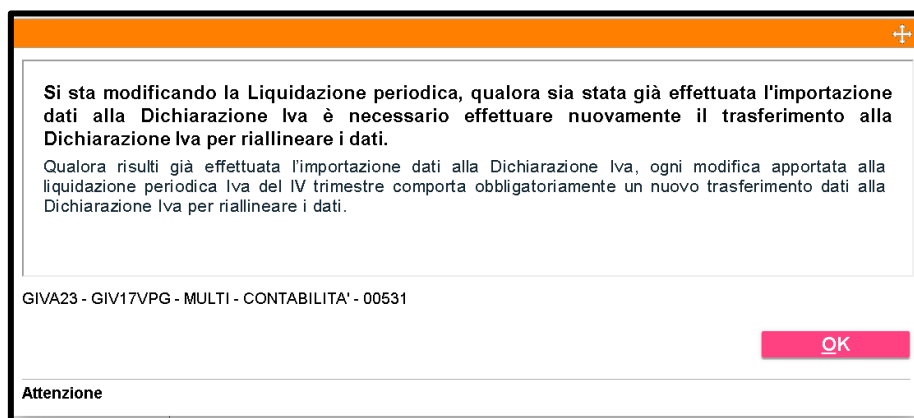 Si sta modificando la Liquidazione periodica, qualora sia stata già effettuata l'importazione
dati alla Dichiarazione Iva è necessario effettuare nuovamente il trasferimento alla
Dichiarazione Iva per riallineare i dati.
Qualora risulti già effettuata l'importazione dati alla Dichiarazione Iva, ogni modifica apportata alla
liquidazione periodica Iva del IV trimestre comporta obbligatoriamente un nuovo trasferimento dati alla
Dichiarazione Iva per riallineare i dati.
GIVA23 - GIV17VPG - MULTI - CONTABILITA' - 00531
OK
Attenzione